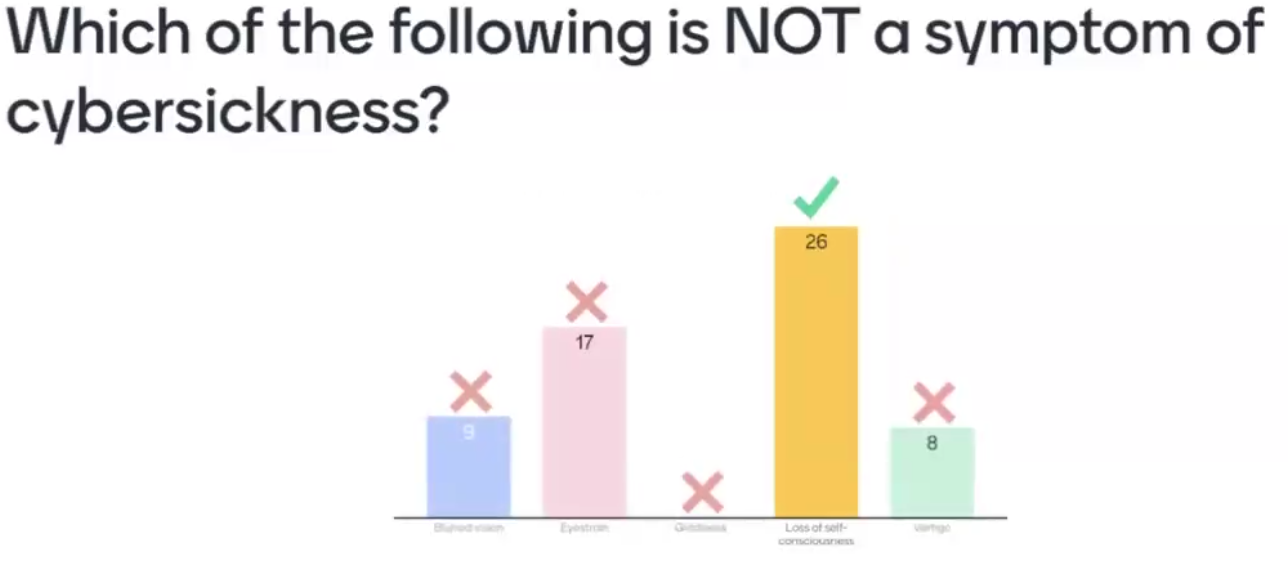 Which of the following is NOT a symptom of
cybersickness?
26
17
9
8
Blurred vision
Eyestrain
Giddiness
Loss of self-
consciousness
Vertigo